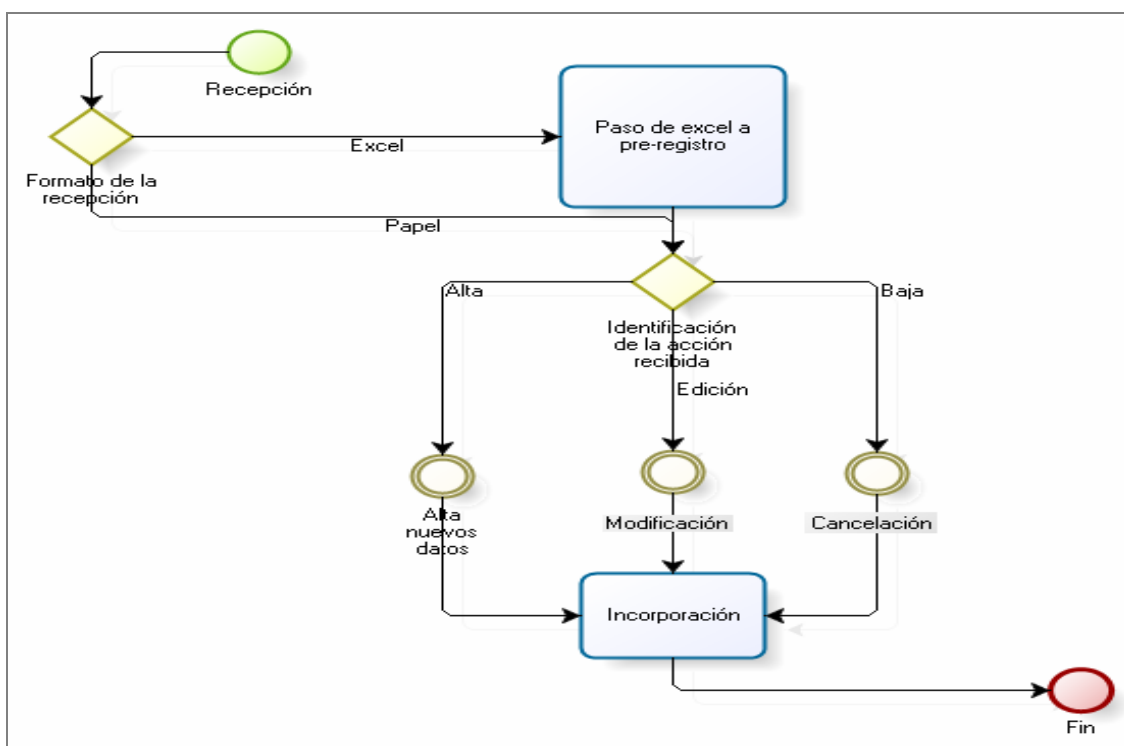 Recepción
Paso de excel a
pre-registro
Excel
Formato de la
recepción
Papel
Alta
Baja
Identificación
de la acción
recibida
Edición
Alta
nuevos
datos
Modificación
Cancelación
Incorporación
Fin